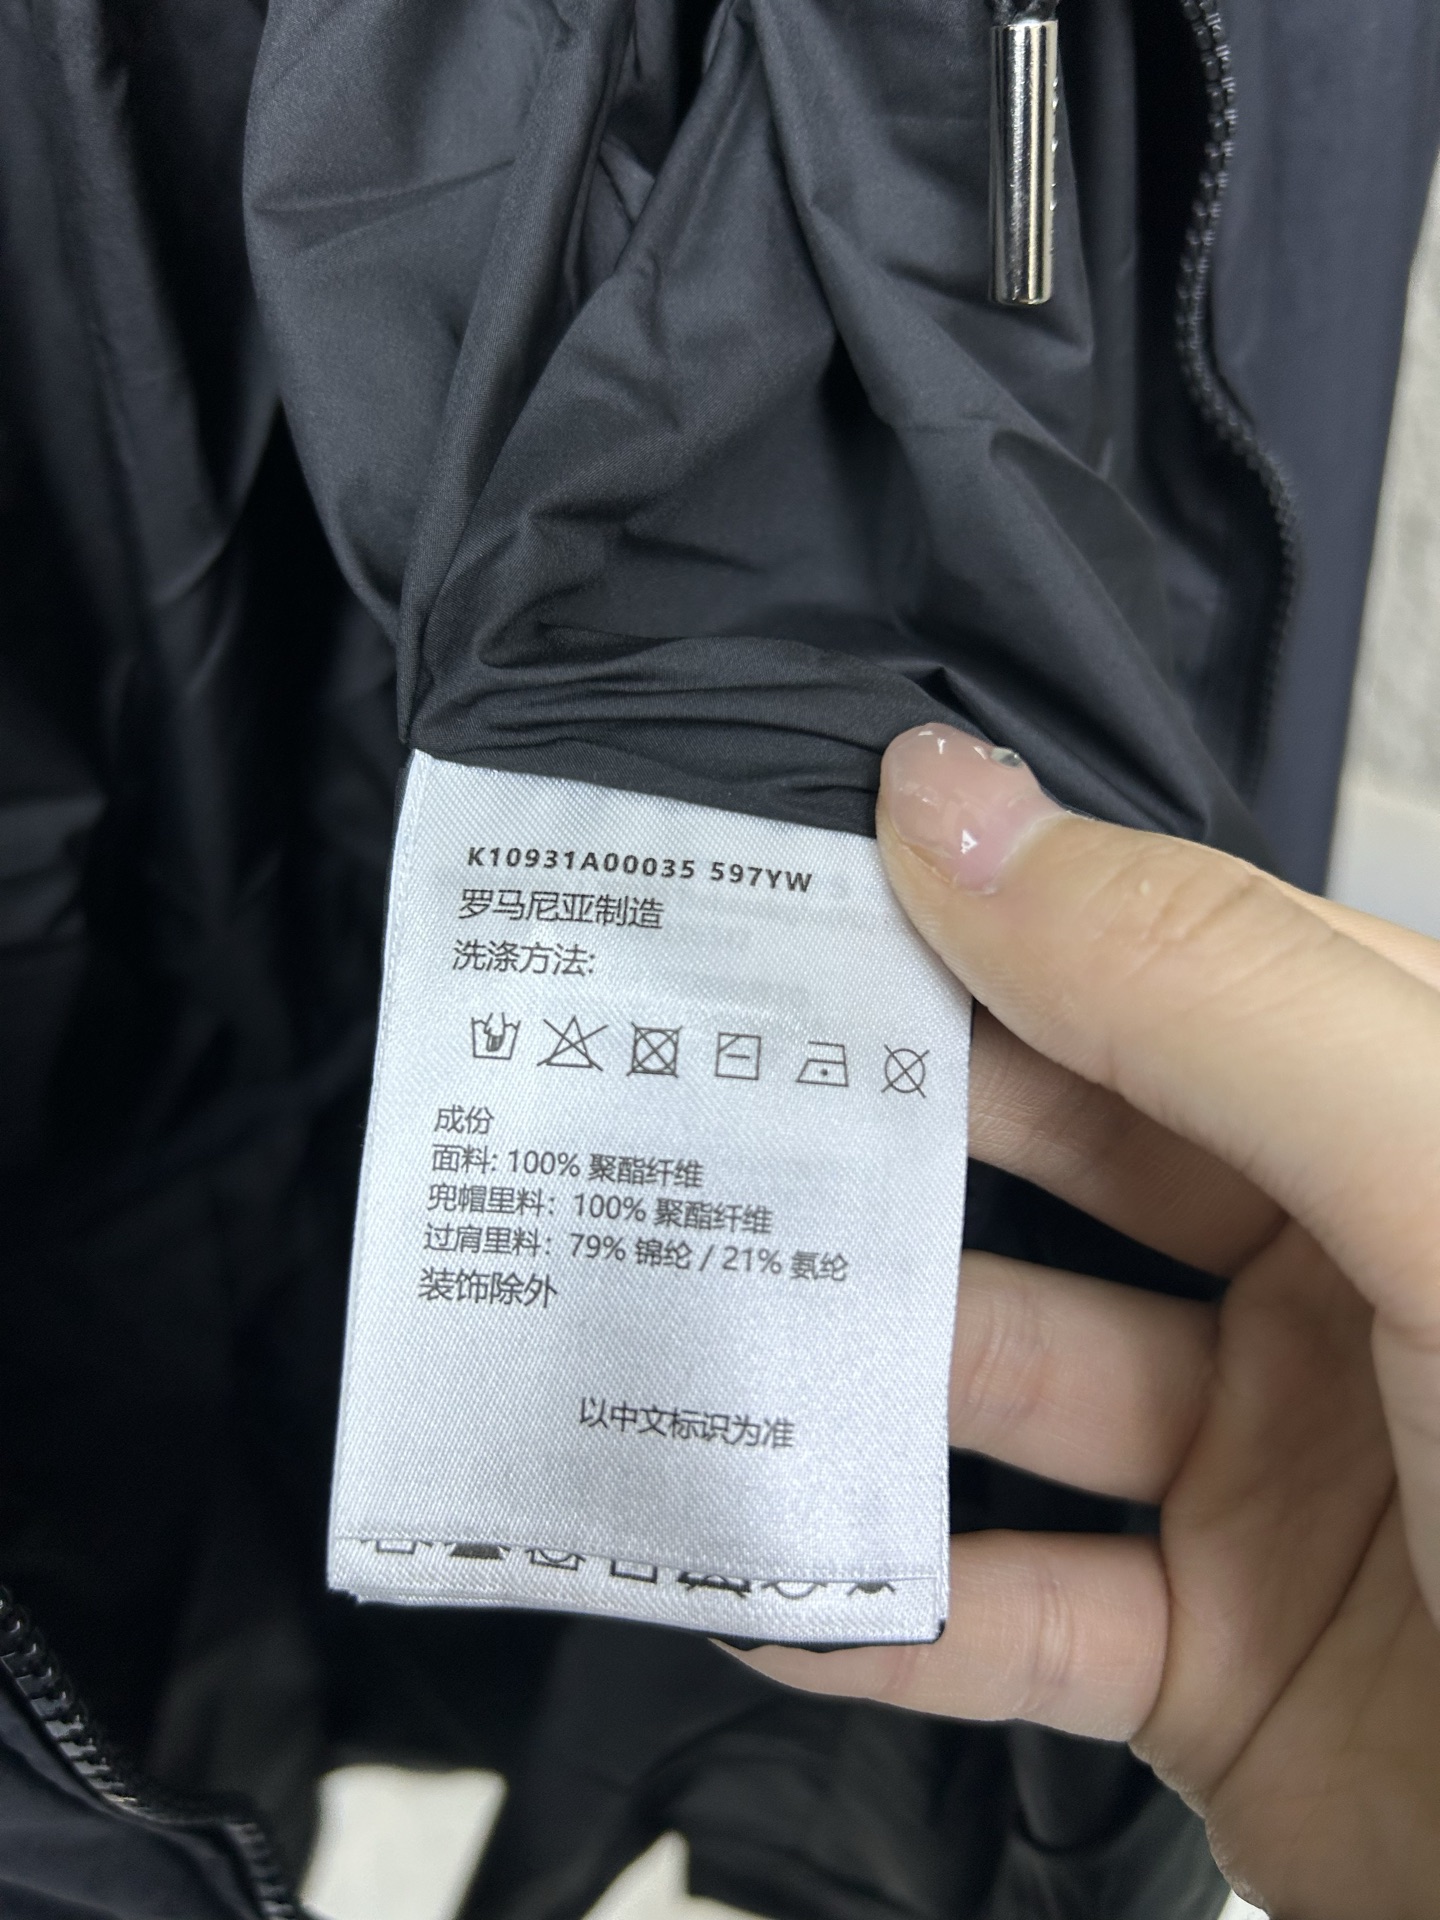 K10931A00035 597YW
罗马尼亚制造
洗涤方法:
成份
面料: 100% 聚酯纤维
兜帽里料: 100% 聚酯纤维
过肩里料: 79% 锦纶 / 21% 氨纶
装饰除外
以中文标识为准